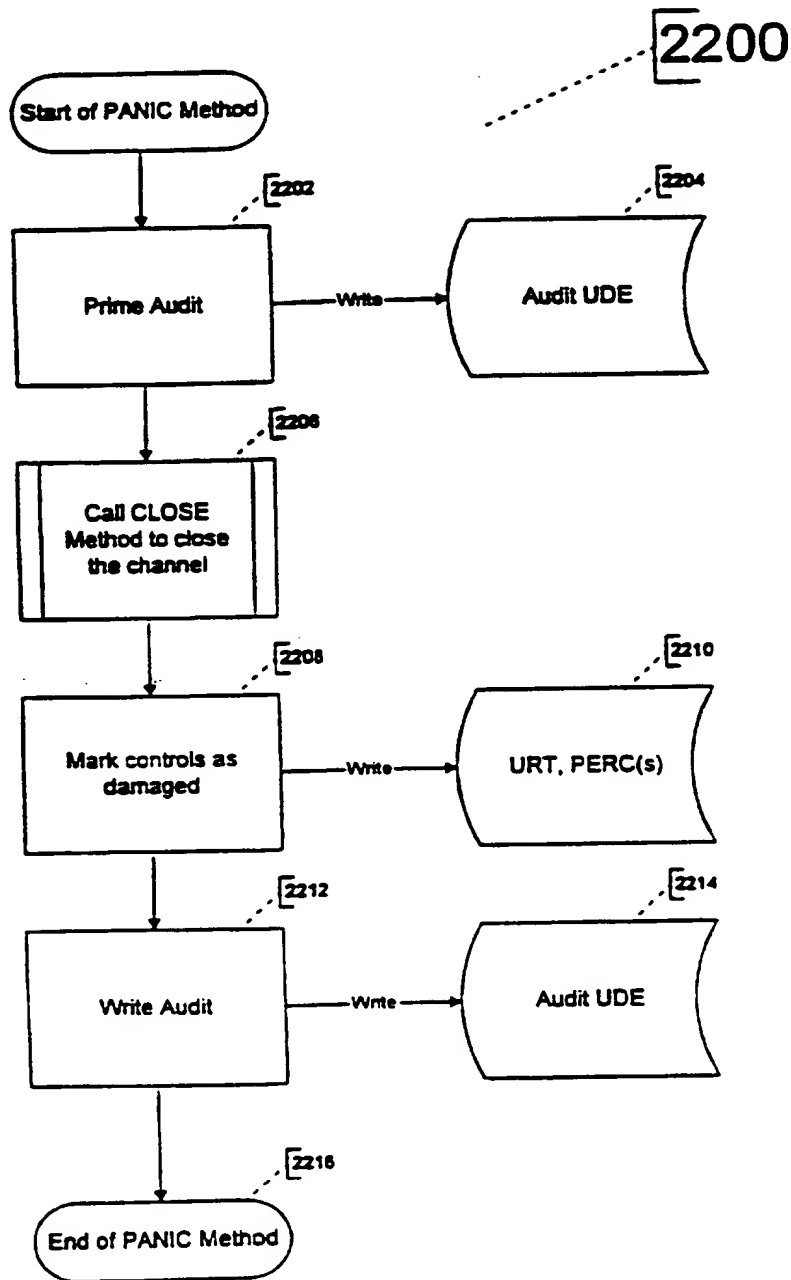 2200
Start of PANIC Method
2202
2204
Prime Audit
Write
Audit UDE
2206
Call CLOSE
Method to close
the channel
2208
2210
Mark controls as
damaged
Write
URT, PERC(s)
2212
2214
Write Audit
Write
Audit UDE
2216
End of PANIC Method